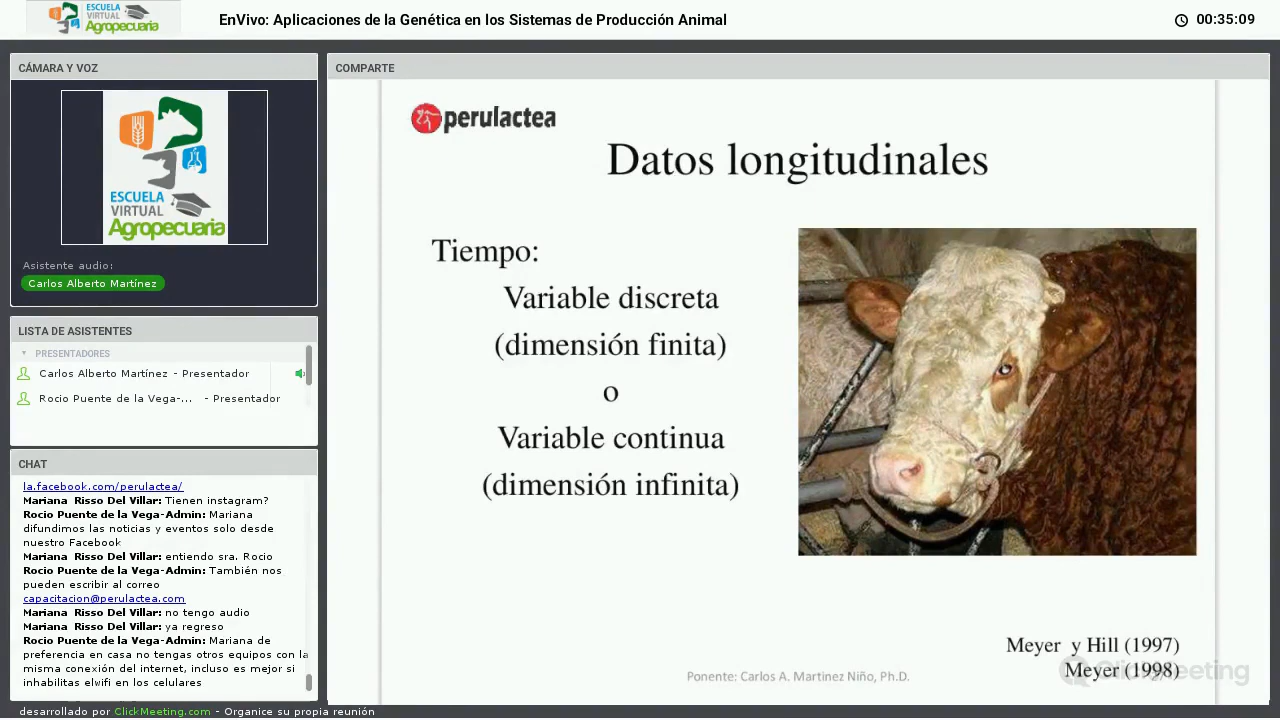 ESCUELA
VIRTUAL
Agropecuaria
EnVivo: Aplicaciones de la Genética en los Sistemas de Producción Animal
00:35:09
CÁMARA Y VOZ
ESCUELA
VIRTUAL
Agropecuaria
Asistente audio:
Carlos Alberto Martínez
LISTA DE ASISTENTES
PRESENTADORES
Carlos Alberto Martínez - Presentador
Rocio Puente de la Vega-... - Presentador
CHAT
la.facebook.com/perulactea/
Mariana Risso Del Villar: Tienen instagram?
Rocio Puente de la Vega-Admin: Mariana
difundimos las noticias y eventos solo desde
nuestro Facebook
Mariana Risso Del Villar: entiendo sra. Rocio
Rocio Puente de la Vega-Admin: También nos
pueden escribir al correo
capacitacion@perulactea.com
Mariana Risso Del Villar: no tengo audio
Mariana Risso Del Villar: ya regreso
Rocio Puente de la Vega-Admin: Mariana de
preferencia en casa no tengas otros equipos con la
misma conexión del internet, incluso es mejor si
inhabilitas elvifi en los celulares
desarrollado por ClickMeeting.com - Organice su propia reunión
COMPARTE
perulactea
Datos longitudinales
Tiempo:
Variable discreta
(dimensión finita)
o
Variable continua
(dimensión infinita)
Meyer y Hill (1997)
Meyer (1998)
ClickMeeting
Ponente: Carlos A. Martinez Niño, Ph.D.